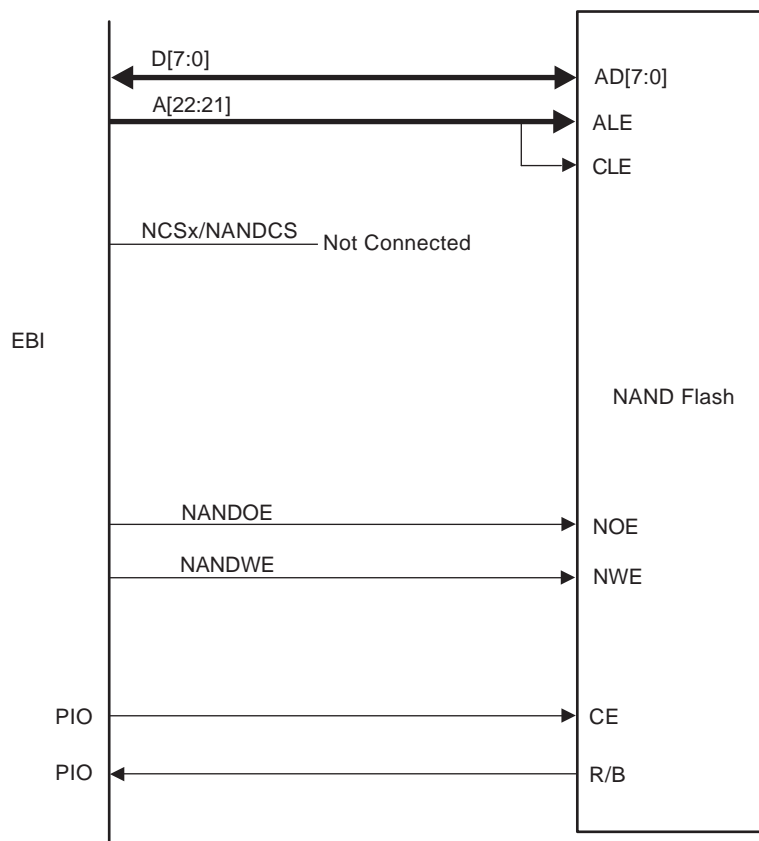 D[7:0]
AD[7:0]
A[22:21]
ALE
CLE
NCSx/NANDCS
Not Connected
EBI
NAND Flash
NANDOE
NOE
NANDWE
NWE
PIO
CE
PIO
R/B